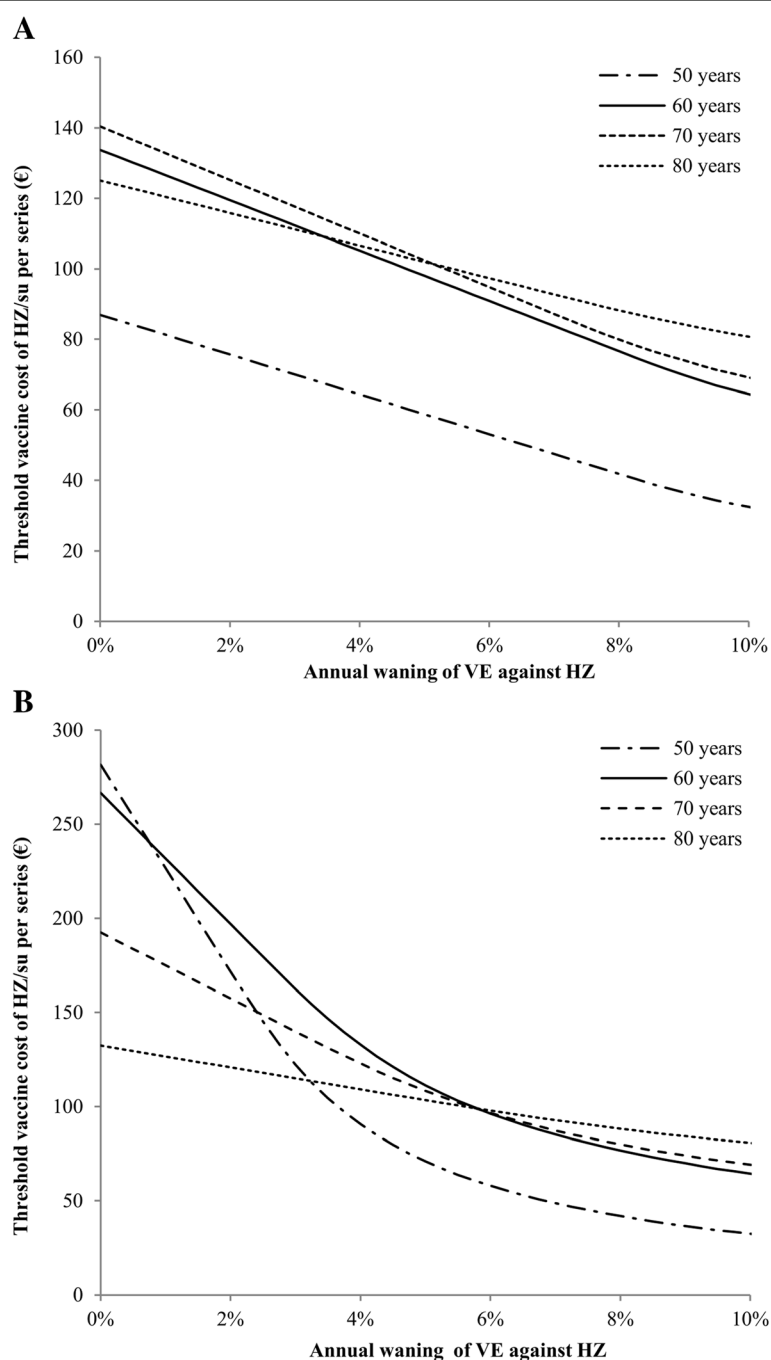 A
160
140
120
100
80
60
40
20
0
Threshold vaccine cost of HZ/su per series (€)
50 years
60 years
70 years
80 years
0% 2% 4% 6% 8% 10%
Annual waning of VE against HZ
B
300
250
200
150
100
50
0
Threshold vaccine cost of HZ/su per series (€)
50 years
60 years
70 years
80 years
0% 2% 4% 6% 8% 10%
Annual waning of VE against HZ